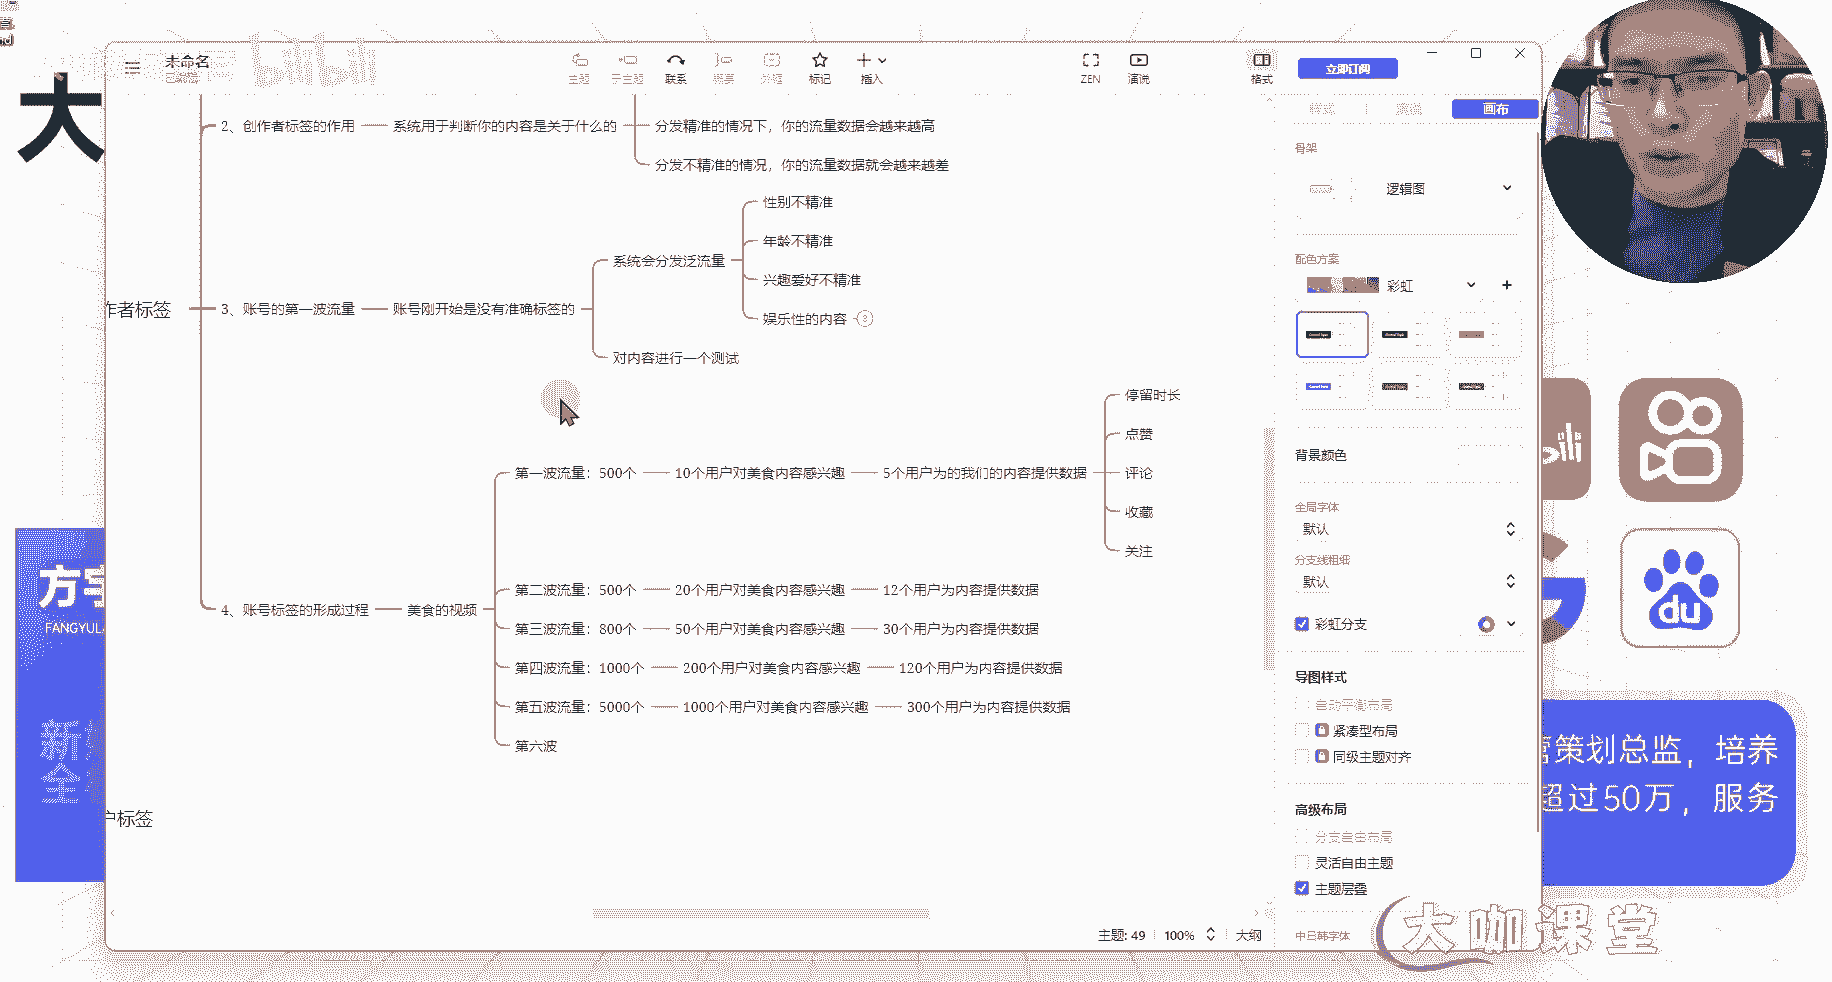 大
未命名
已编辑
bilibili
主题
子主题
联系
概要
外框
标记
插入
ZEN
演说
格式
立即订阅
样式
演说
画布
2、创作者标签的作用
系统用于判断你的内容是关于什么的
分发精准的情况下，你的流量数据会越来越高
分发不精准的情况，你的流量数据就会越来越差
作者标签
3、账号的第一波流量
账号刚开始是没有准确标签的
系统会分发泛流量
性别不精准
年龄不精准
兴趣爱好不精准
娱乐性的内容
对内容进行一个测试
4、账号标签的形成过程
美食的视频
第一波流量：500个
10个用户对美食内容感兴趣
5个用户为的我们的内容提供数据
停留时长
点赞
评论
收藏
关注
第二波流量：500个
20个用户对美食内容感兴趣
12个用户为内容提供数据
第三波流量：800个
50个用户对美食内容感兴趣
30个用户为内容提供数据
第四波流量：1000个
200个用户对美食内容感兴趣
120个用户为内容提供数据
第五波流量：5000个
1000个用户对美食内容感兴趣
300个用户为内容提供数据
第六波
户标签
骨架
逻辑图
配色方案
彩虹
背景颜色
全局字体
默认
分支线粗细
默认
彩虹分支
导图样式
自动平衡布局
紧凑型布局
同级主题对齐
高级布局
分支自由布局
灵活自由主题
主题层叠
中日韩字体
主题: 49
100%
大纲
FANGYUL
新
全
du
策划总监，培养
超过50万，服务
大咖课堂